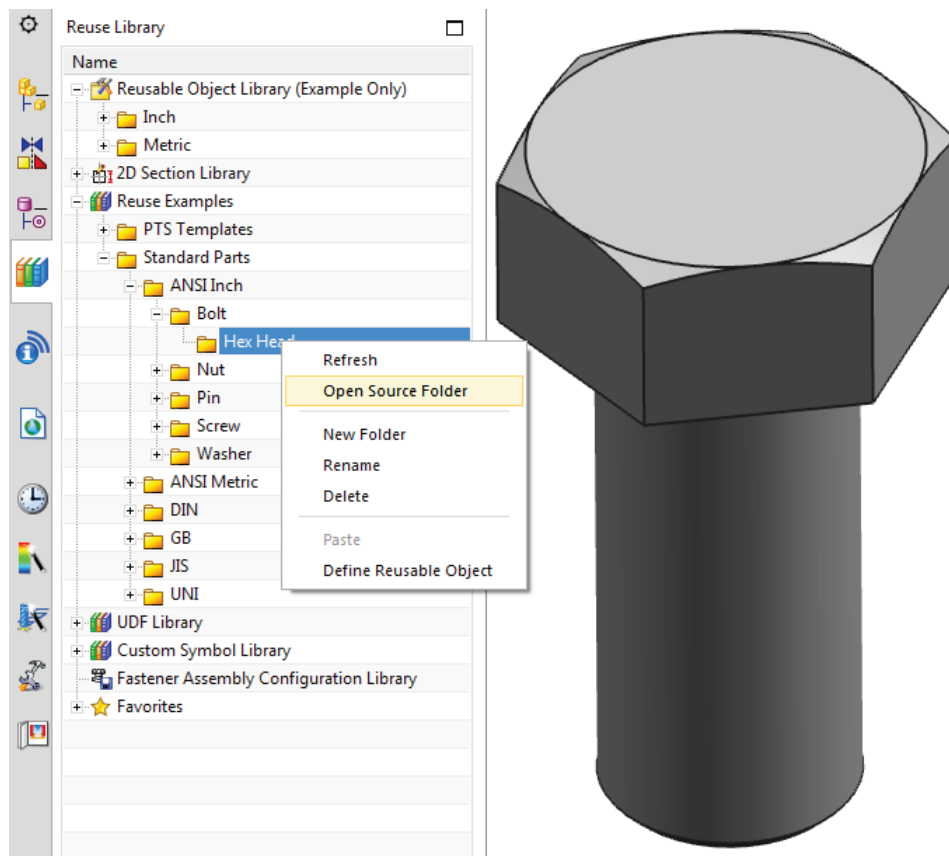 Reuse Library
Name
Reusable Object Library (Example Only)
Inch
Metric
2D Section Library
Reuse Examples
PTS Templates
Standard Parts
ANSI Inch
Bolt
Hex Head
Refresh
Nut
Open Source Folder
Pin
Screw
New Folder
Washer
Rename
ANSI Metric
Delete
DIN
GB
Paste
JIS
Define Reusable Object
UNI
UDF Library
Custom Symbol Library
Fastener Assembly Configuration Library
Favorites